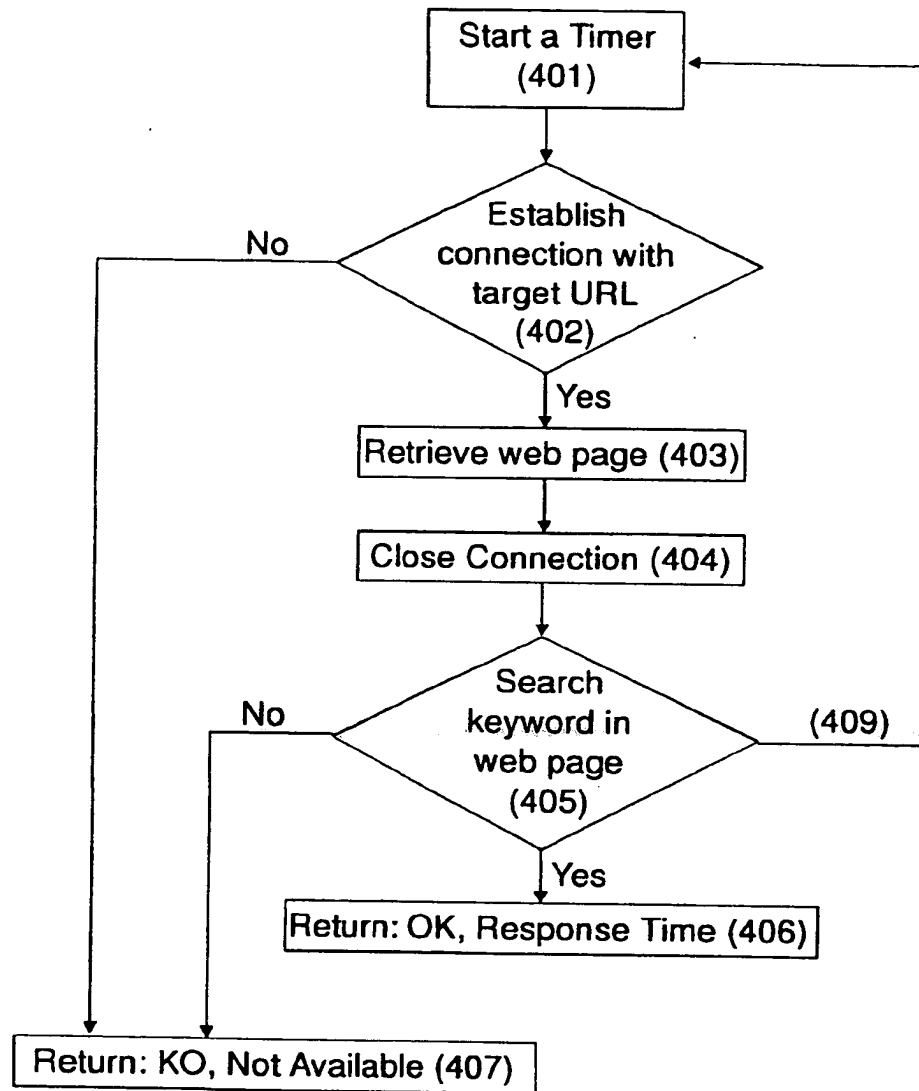 Start a Timer
(401)
Establish
connection with
target URL
(402)
No
Yes
Retrieve web page (403)
Close Connection (404)
Search
keyword in
web page
(405)
No
(409)
Yes
Return: OK, Response Time (406)
Return: KO, Not Available (407)